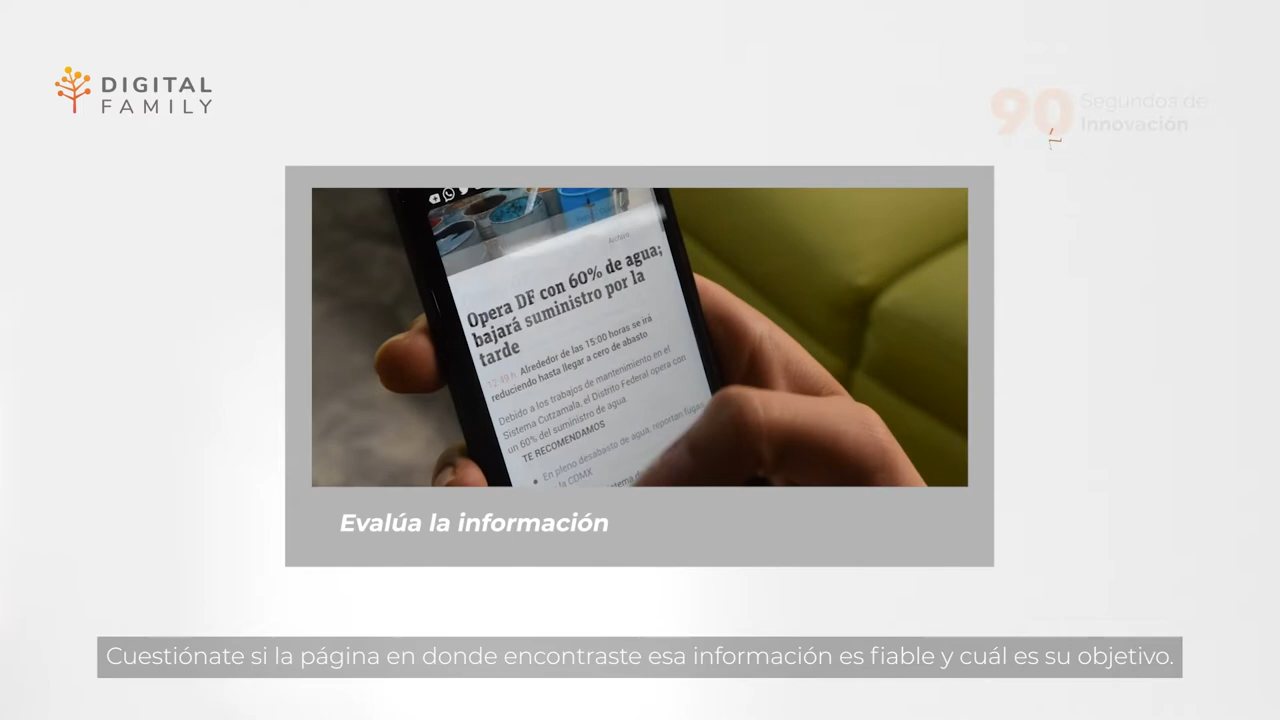 DIGITAL
FAMILY
90 Segundos de
Innovación
Archivo
Opera DF con 60% de agua;
bajará suministro por la
tarde
12:49 h Alrededor de las 15:00 horas se irá
reduciendo hasta llegar a cero de abasto
Debido a los trabajos de mantenimiento en el
Sistema Cutzamala, el Distrito Federal opera con
un 60% del suministro de agua.
TE RECOMENDAMOS
En pleno desabasto de agua, reportan fugas
la CDMX
Evalúa la información
Cuestiónate si la página en donde encontraste esa información es fiable y cuál es su objetivo.